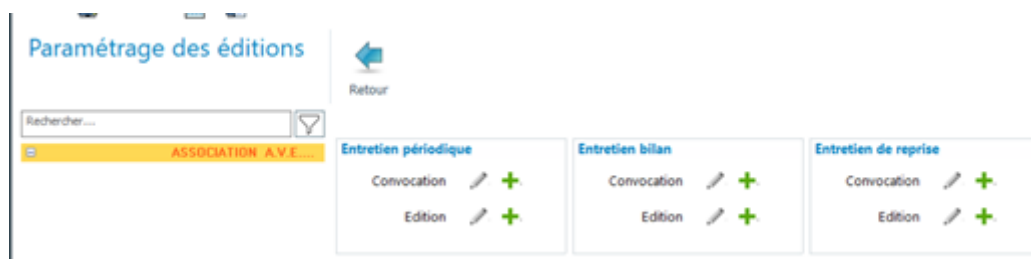 Paramétrage des éditions
Retour
Rechercher....
ASSOCIATION A.V.E....
Entretien périodique
Convocation
Edition
Entretien bilan
Convocation
Edition
Entretien de reprise
Convocation
Edition